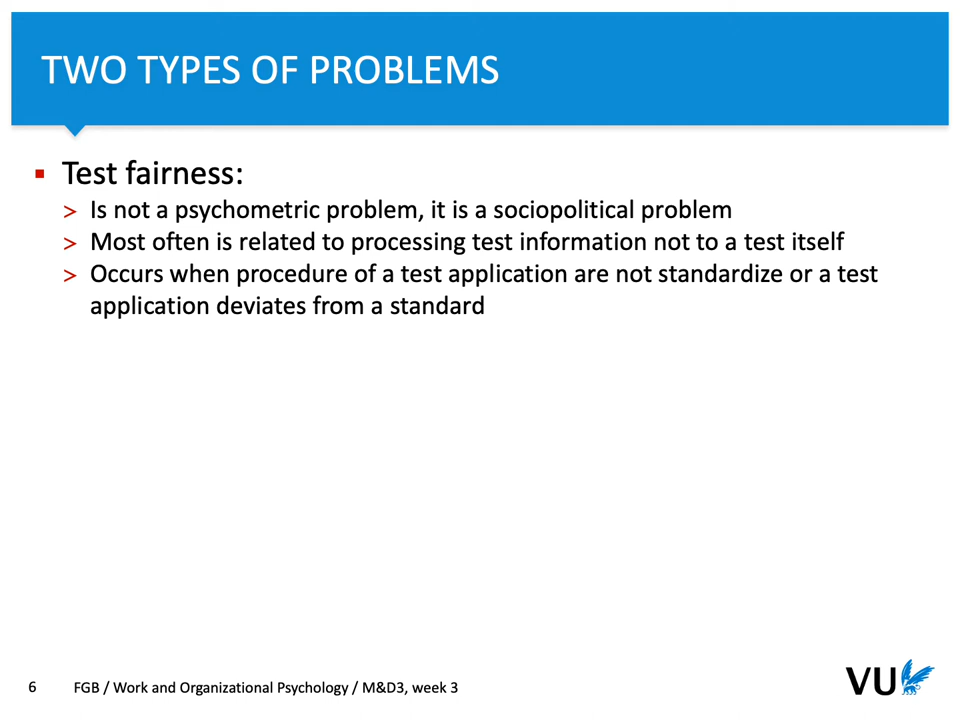 TWO TYPES OF PROBLEMS
▪ Test fairness:
> Is not a psychometric problem, it is a sociopolitical problem
> Most often is related to processing test information not to a test itself
> Occurs when procedure of a test application are not standardize or a test
application deviates from a standard
6 FGB / Work and Organizational Psychology / M&D3, week 3
VU